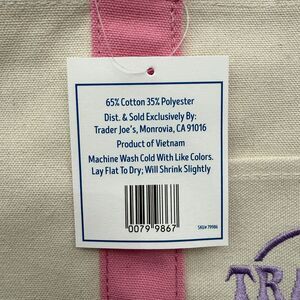 65% Cotton 35% Polyester
Dist. & Sold Exclusively By:
Trader Joe's, Monrovia, CA 91016
Product of Vietnam
Machine Wash Cold With Like Colors.
Lay Flat To Dry; Will Shrink Slightly
0079 9867
SKU# 79986
TRA